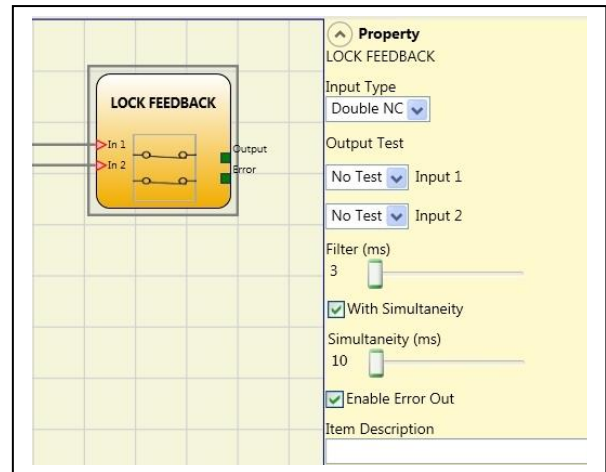 LOCK FEEDBACK
In 1
In 2
Output
Error
Property
LOCK FEEDBACK
Input Type
Double NC
Output Test
No Test Input 1
No Test Input 2
Filter (ms)
3
With Simultaneity
Simultaneity (ms)
10
Enable Error Out
Item Description